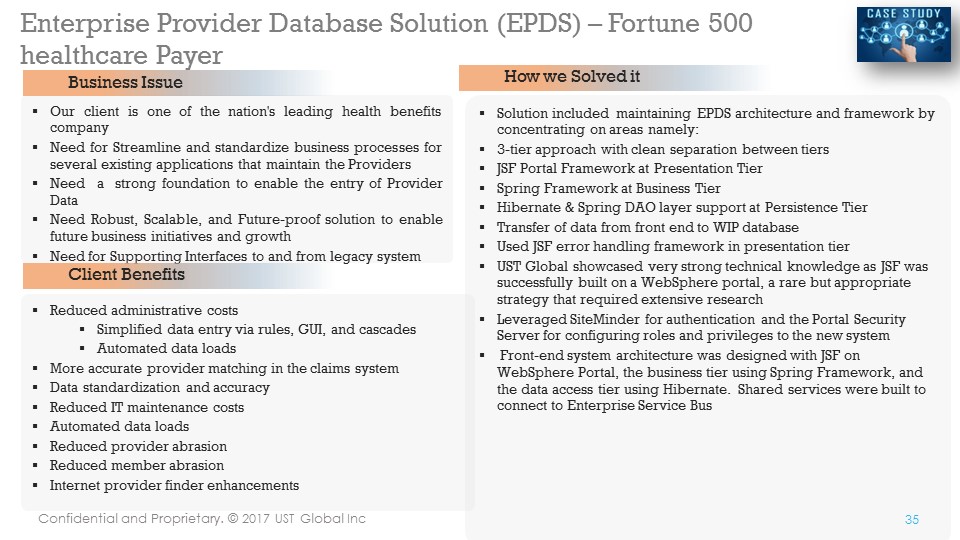 Enterprise Provider Database Solution (EPDS) – Fortune 500
healthcare Payer
CASE STUDY
Business Issue
▪ Our client is one of the nation's leading health benefits
company
▪ Need for Streamline and standardize business processes for
several existing applications that maintain the Providers
▪ Need a strong foundation to enable the entry of Provider
Data
▪ Need Robust, Scalable, and Future-proof solution to enable
future business initiatives and growth
▪ Need for Supporting Interfaces to and from legacy system
Client Benefits
▪ Reduced administrative costs
▪ Simplified data entry via rules, GUI, and cascades
▪ Automated data loads
▪ More accurate provider matching in the claims system
▪ Data standardization and accuracy
▪ Reduced IT maintenance costs
▪ Automated data loads
▪ Reduced provider abrasion
▪ Reduced member abrasion
▪ Internet provider finder enhancements
How we Solved it
▪ Solution included maintaining EPDS architecture and framework by
concentrating on areas namely:
▪ 3-tier approach with clean separation between tiers
▪ JSF Portal Framework at Presentation Tier
▪ Spring Framework at Business Tier
▪ Hibernate & Spring DAO layer support at Persistence Tier
▪ Transfer of data from front end to WIP database
▪ Used JSF error handling framework in presentation tier
▪ UST Global showcased very strong technical knowledge as JSF was
successfully built on a WebSphere portal, a rare but appropriate
strategy that required extensive research
▪ Leveraged SiteMinder for authentication and the Portal Security
Server for configuring roles and privileges to the new system
▪ Front-end system architecture was designed with JSF on
WebSphere Portal, the business tier using Spring Framework, and
the data access tier using Hibernate. Shared services were built to
connect to Enterprise Service Bus
Confidential and Proprietary. © 2017 UST Global Inc
35